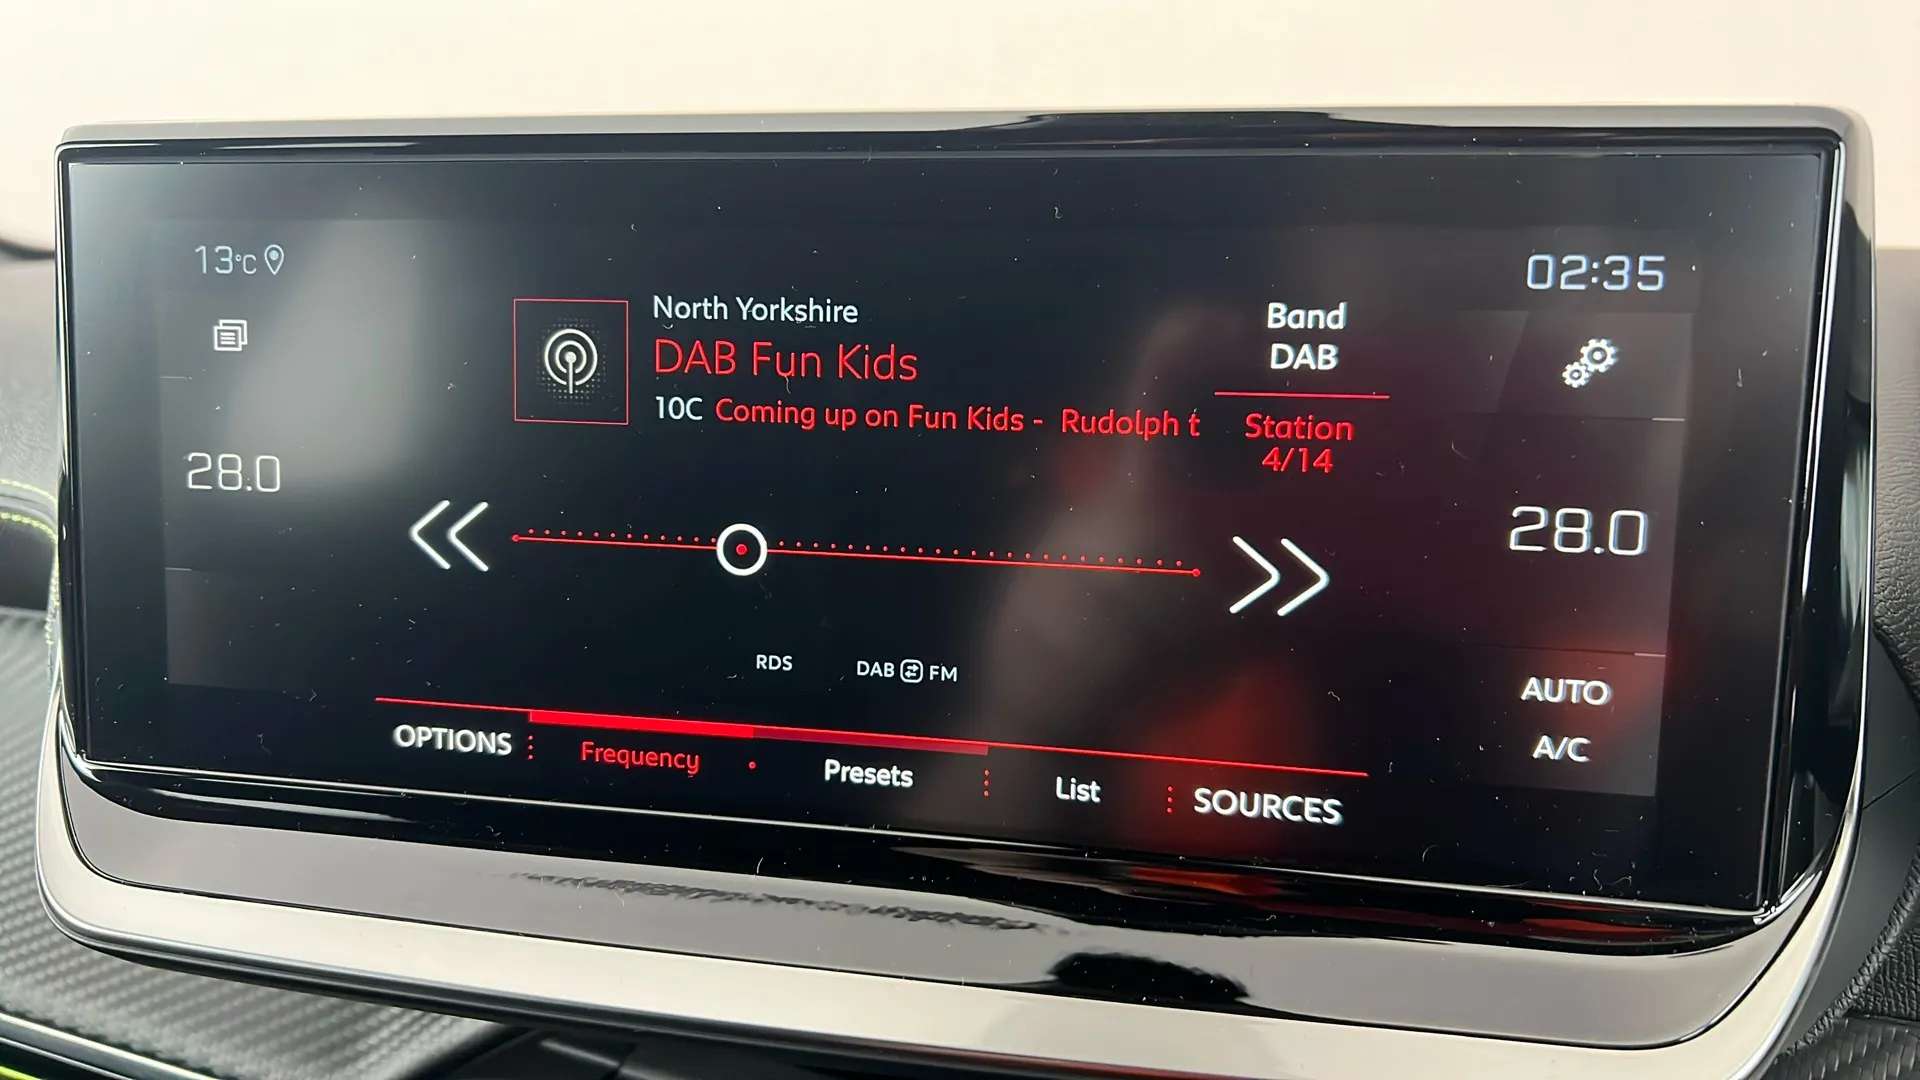 13°C
02:35
North Yorkshire
DAB Fun Kids
10C Coming up on Fun Kids - Rudolph t
Band
DAB
Station
4/14
28.0
28.0
RDS
DAB FM
AUTO
A/C
OPTIONS
Frequency
Presets
List
SOURCES